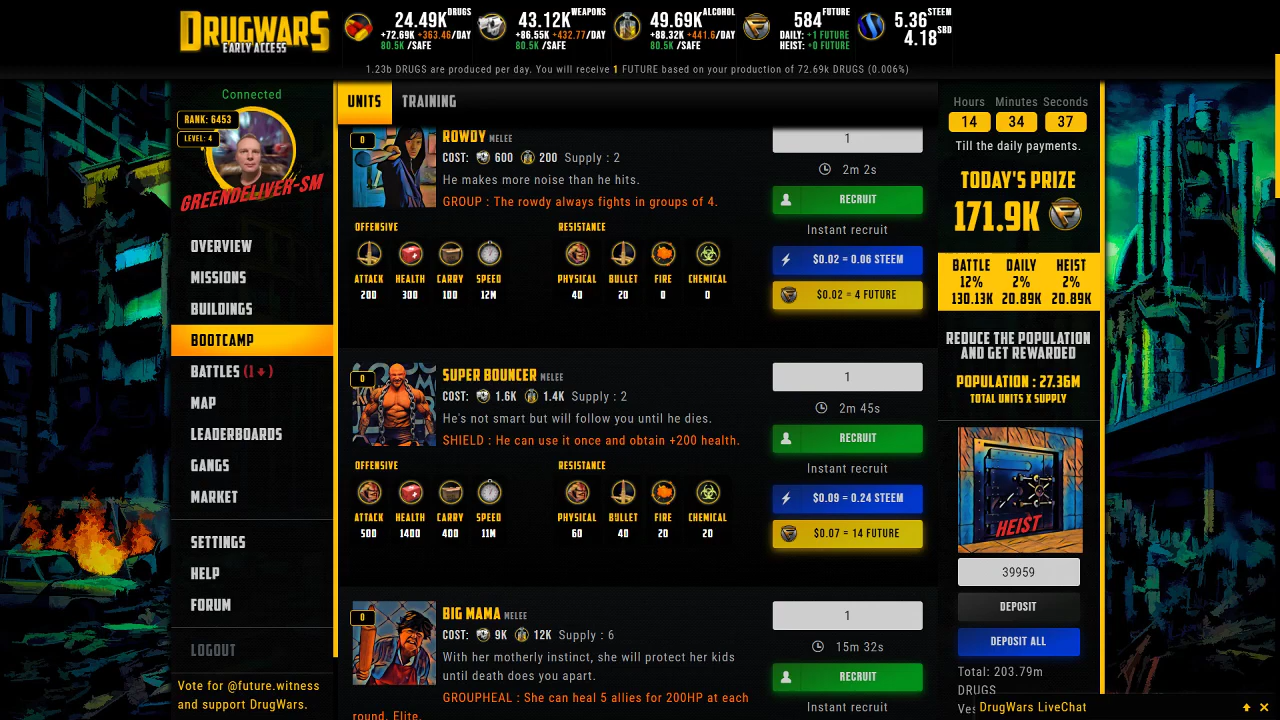 DRUGWARS
EARLY ACCESS
24.49K DRUGS
+72.69K +363.46/DAY
80.5K /SAFE
43.12K WEAPONS
+86.55K +432.77/DAY
80.5K /SAFE
49.69K ALCOHOL
+88.32K +441.6/DAY
80.5K /SAFE
584 FUTURE
DAILY: +1 FUTURE
HEIST: +0 FUTURE
5.36 STEEM
4.18 SBD
1.23b DRUGS are produced per day. You will receive 1 FUTURE based on your production of 72.69k DRUGS (0.006%)
Connected
RANK: 6453
LEVEL: 4
GREENDELIVER-SM
OVERVIEW
MISSIONS
BUILDINGS
BOOTCAMP
BATTLES (1 )
MAP
LEADERBOARDS
GANGS
MARKET
SETTINGS
HELP
FORUM
LOGOUT
Vote for @future.witness
and support DrugWars.
UNITS TRAINING
0
ROWDY MELEE
COST: 600 200 Supply : 2
He makes more noise than he hits.
GROUP : The rowdy always fights in groups of 4.
OFFENSIVE RESISTANCE
ATTACK HEALTH CARRY SPEED PHYSICAL BULLET FIRE CHEMICAL
200 300 100 12M 40 20 0 0
1
2m 2s
RECRUIT
Instant recruit
$0.02 = 0.06 STEEM
$0.02 = 4 FUTURE
0
SUPER BOUNCER MELEE
COST: 1.6K 1.4K Supply : 2
He's not smart but will follow you until he dies.
SHIELD : He can use it once and obtain +200 health.
OFFENSIVE RESISTANCE
ATTACK HEALTH CARRY SPEED PHYSICAL BULLET FIRE CHEMICAL
500 1400 400 11M 60 40 20 20
1
2m 45s
RECRUIT
Instant recruit
$0.09 = 0.24 STEEM
$0.07 = 14 FUTURE
0
BIG MAMA MELEE
COST: 9K 12K Supply : 6
With her motherly instinct, she will protect her kids
until death does you apart.
GROUPHEAL : She can heal 5 allies for 200HP at each
round. Elite.
1
15m 32s
RECRUIT
Instant recruit
Hours Minutes Seconds
14 34 37
Till the daily payments.
TODAY'S PRIZE
171.9K
BATTLE DAILY HEIST
12% 2% 2%
130.13K 20.89K 20.89K
REDUCE THE POPULATION
AND GET REWARDED
POPULATION : 27.36M
TOTAL UNITS X SUPPLY
HEIST
39959
DEPOSIT
DEPOSIT ALL
Total: 203.79m
DRUGS
DrugWars LiveChat